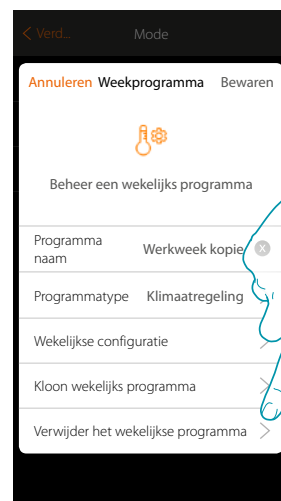 Verd... Mode
Annuleren Weekprogramma Bewaren
Beheer een wekelijks programma
Programma
naam
Werkweek kopie
Programmatype Klimaatregeling
Wekelijkse configuratie
Kloon wekelijks programma
Verwijder het wekelijkse programma